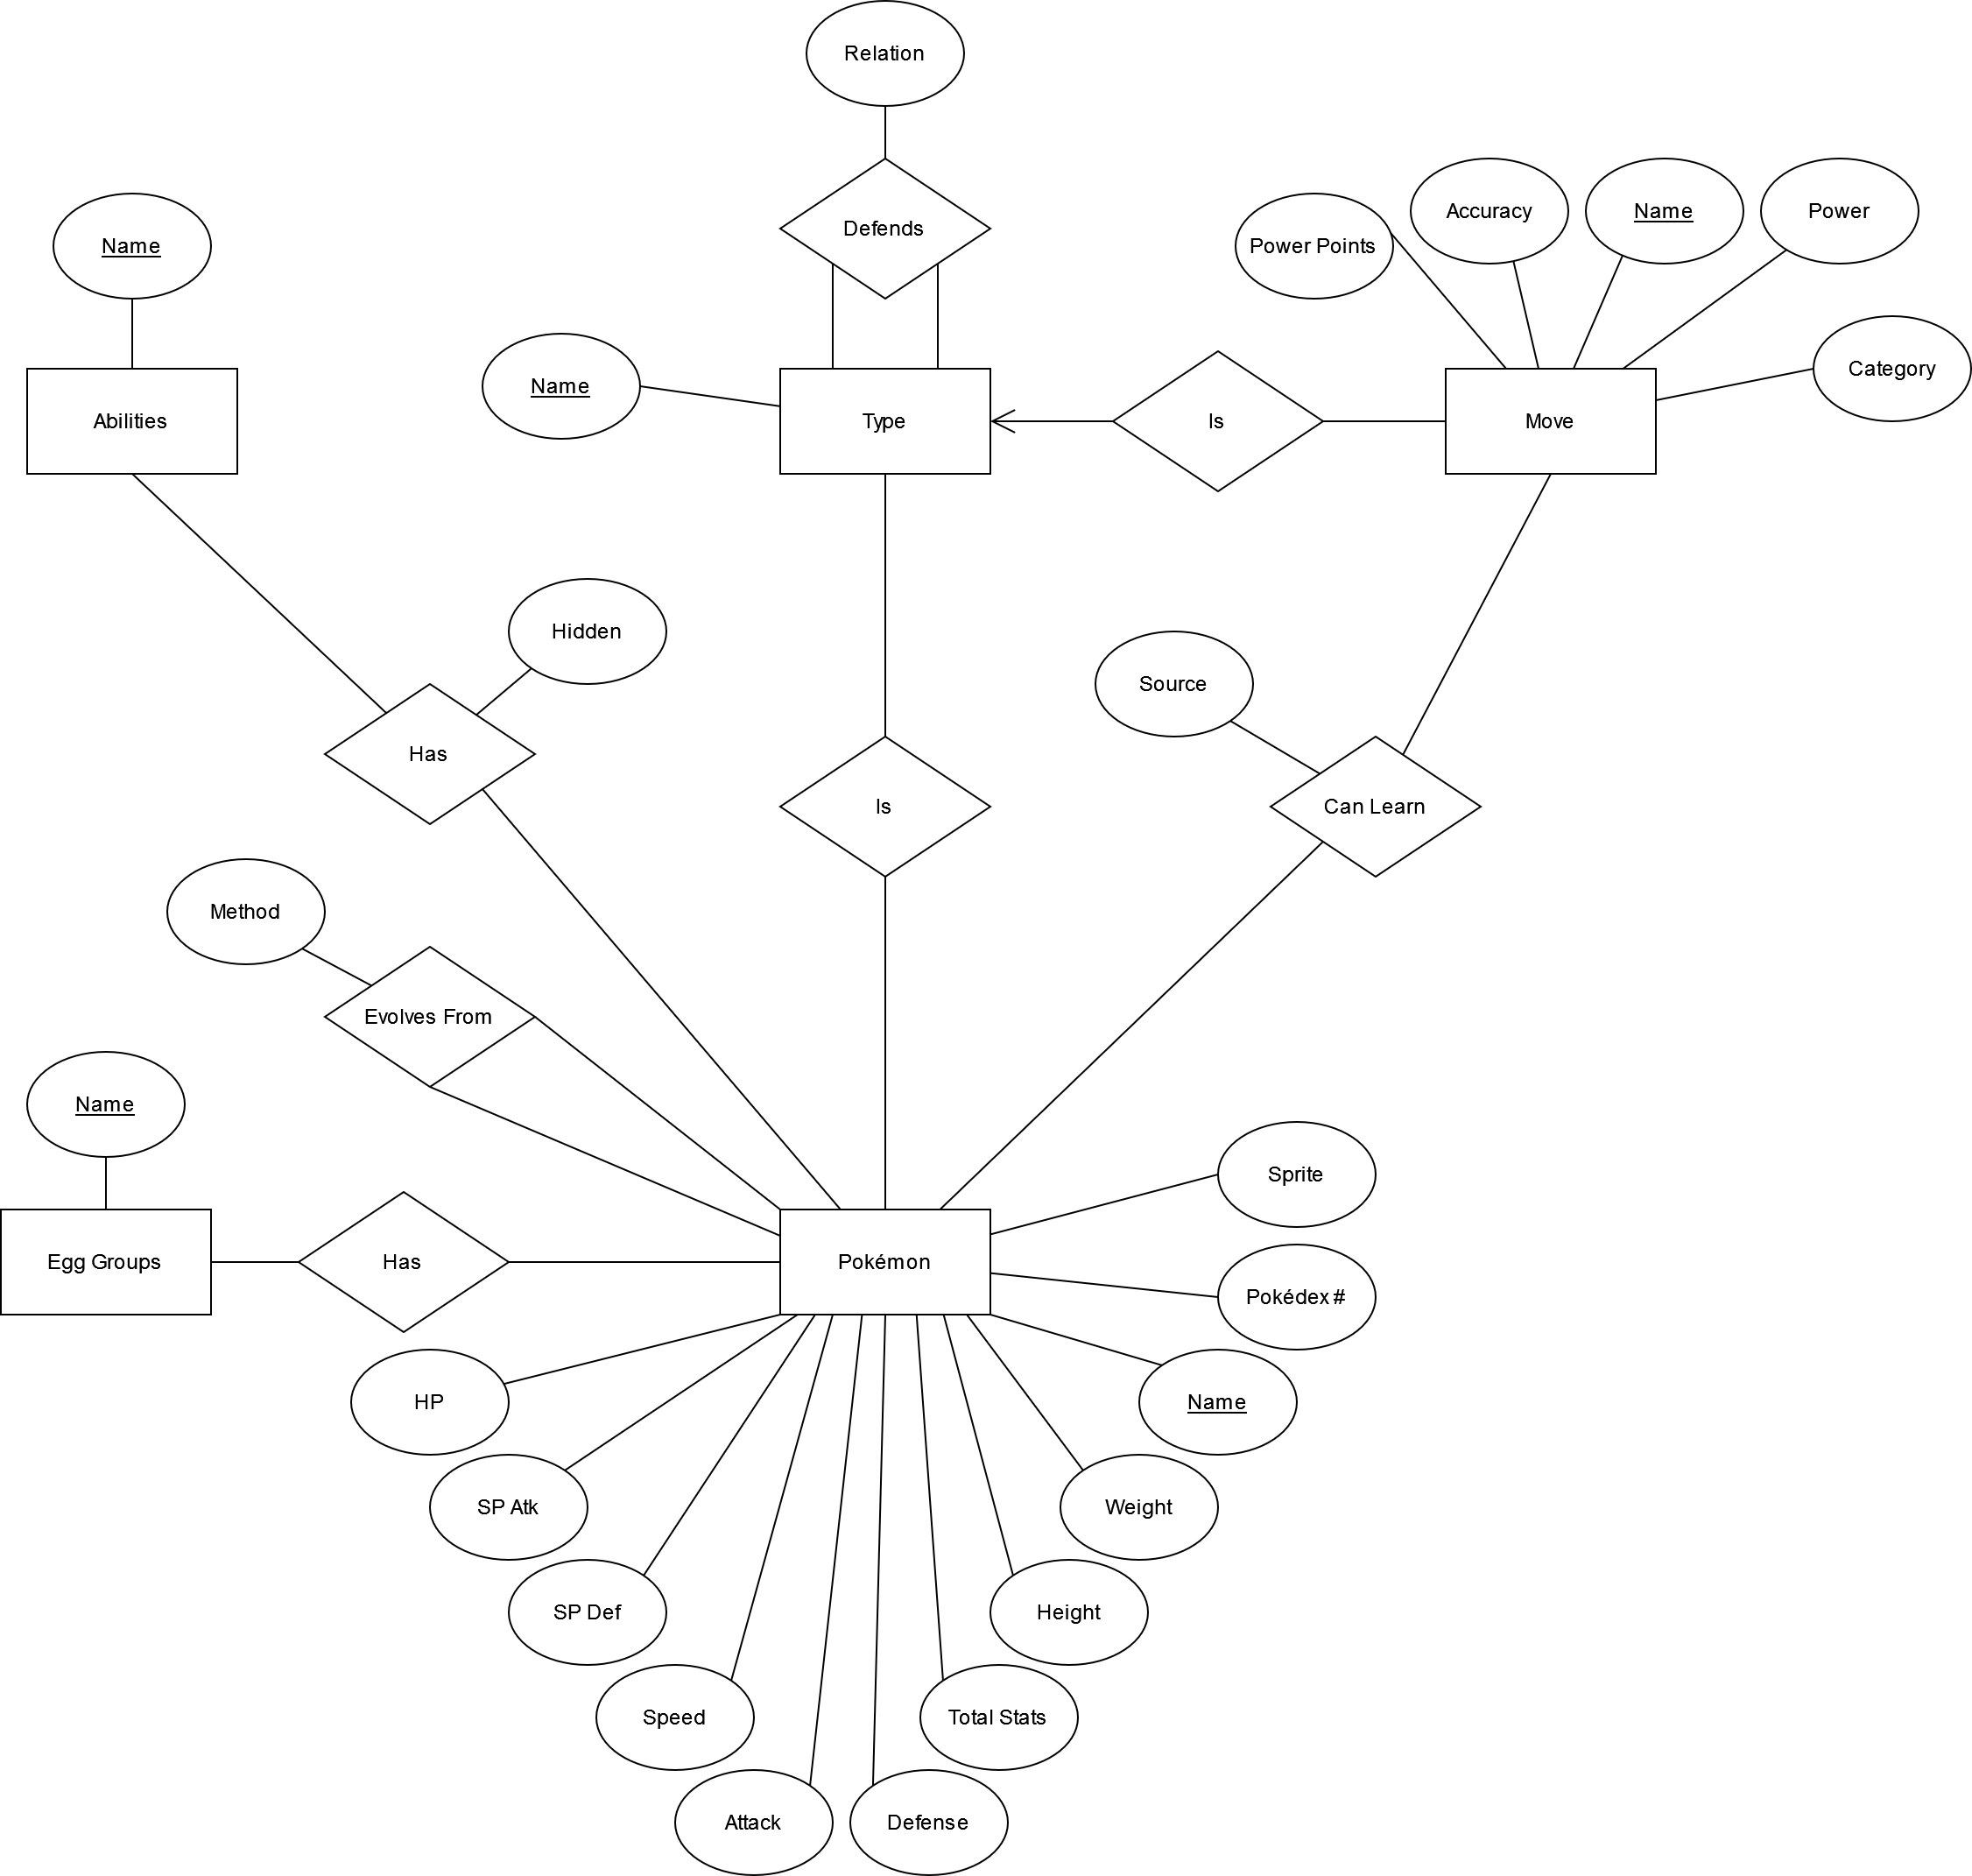 Relation
Name
Defends
Power Points
Accuracy
Name
Power
Category
Name
Abilities
Type
Is
Move
Hidden
Source
Has
Is
Can Learn
Method
Evolves From
Name
Sprite
Egg Groups
Has
Pokémon
Pokédex #
HP
Name
SP Atk
Weight
SP Def
Height
Speed
Total Stats
Attack
Defense